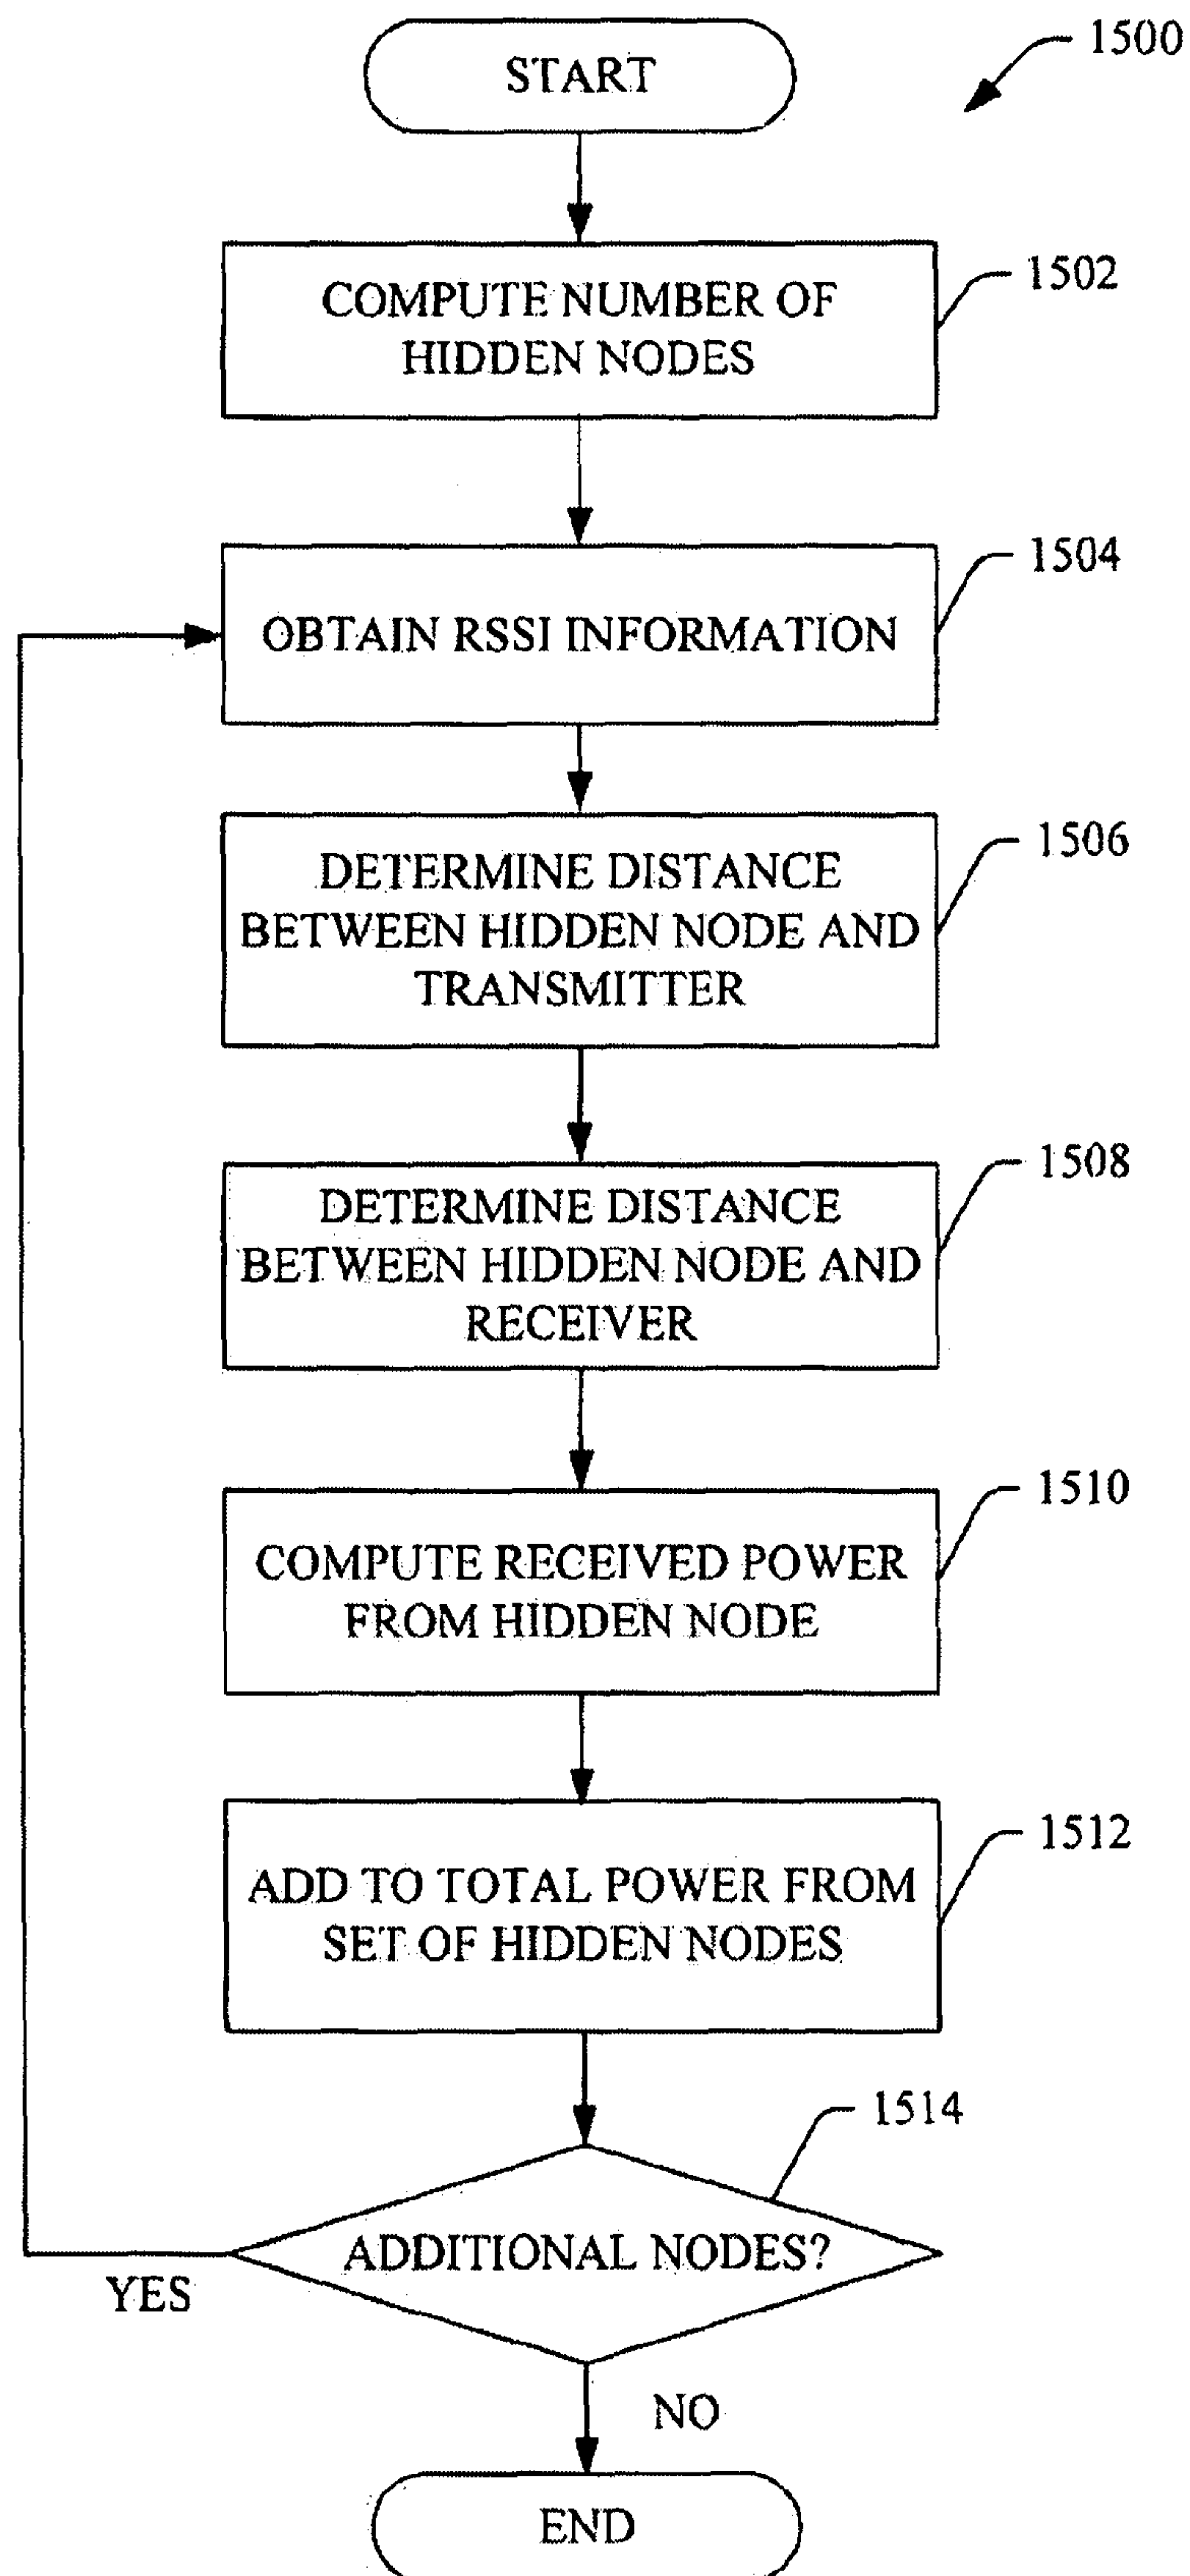 1500
START
1502
COMPUTE NUMBER OF
HIDDEN NODES
1504
OBTAIN RSSI INFORMATION
1506
DETERMINE DISTANCE
BETWEEN HIDDEN NODE AND
TRANSMITTER
1508
DETERMINE DISTANCE
BETWEEN HIDDEN NODE AND
RECEIVER
1510
COMPUTE RECEIVED POWER
FROM HIDDEN NODE
1512
ADD TO TOTAL POWER FROM
SET OF HIDDEN NODES
1514
ADDITIONAL NODES?
YES
NO
END